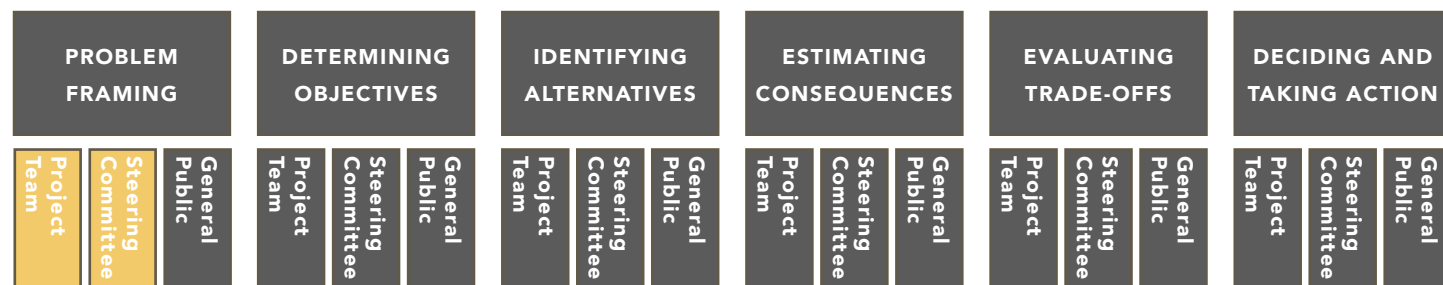 PROBLEM
FRAMING
DETERMINING
OBJECTIVES
IDENTIFYING
ALTERNATIVES
ESTIMATING
CONSEQUENCES
EVALUATING
TRADE-OFFS
DECIDING AND
TAKING ACTION
Project
Team
Steering
Committee
General
Public
Project
Team
Steering
Committee
General
Public
Project
Team
Steering
Committee
General
Public
Project
Team
Steering
Committee
General
Public
Project
Team
Steering
Committee
General
Public
Project
Team
Steering
Committee
General
Public